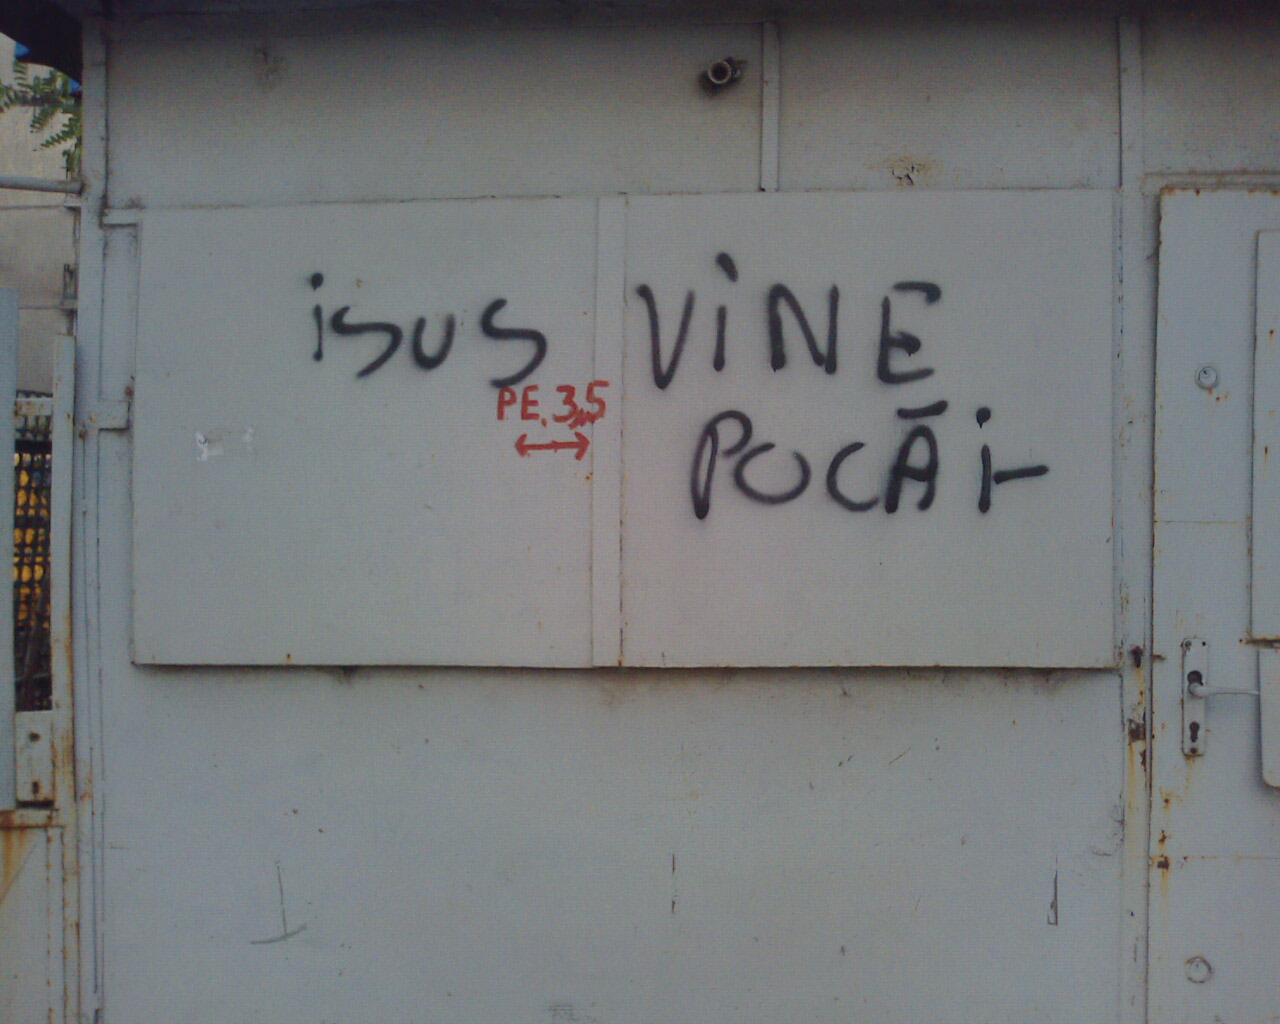 iSUS ViNE
PE.3,5
POCĂi-